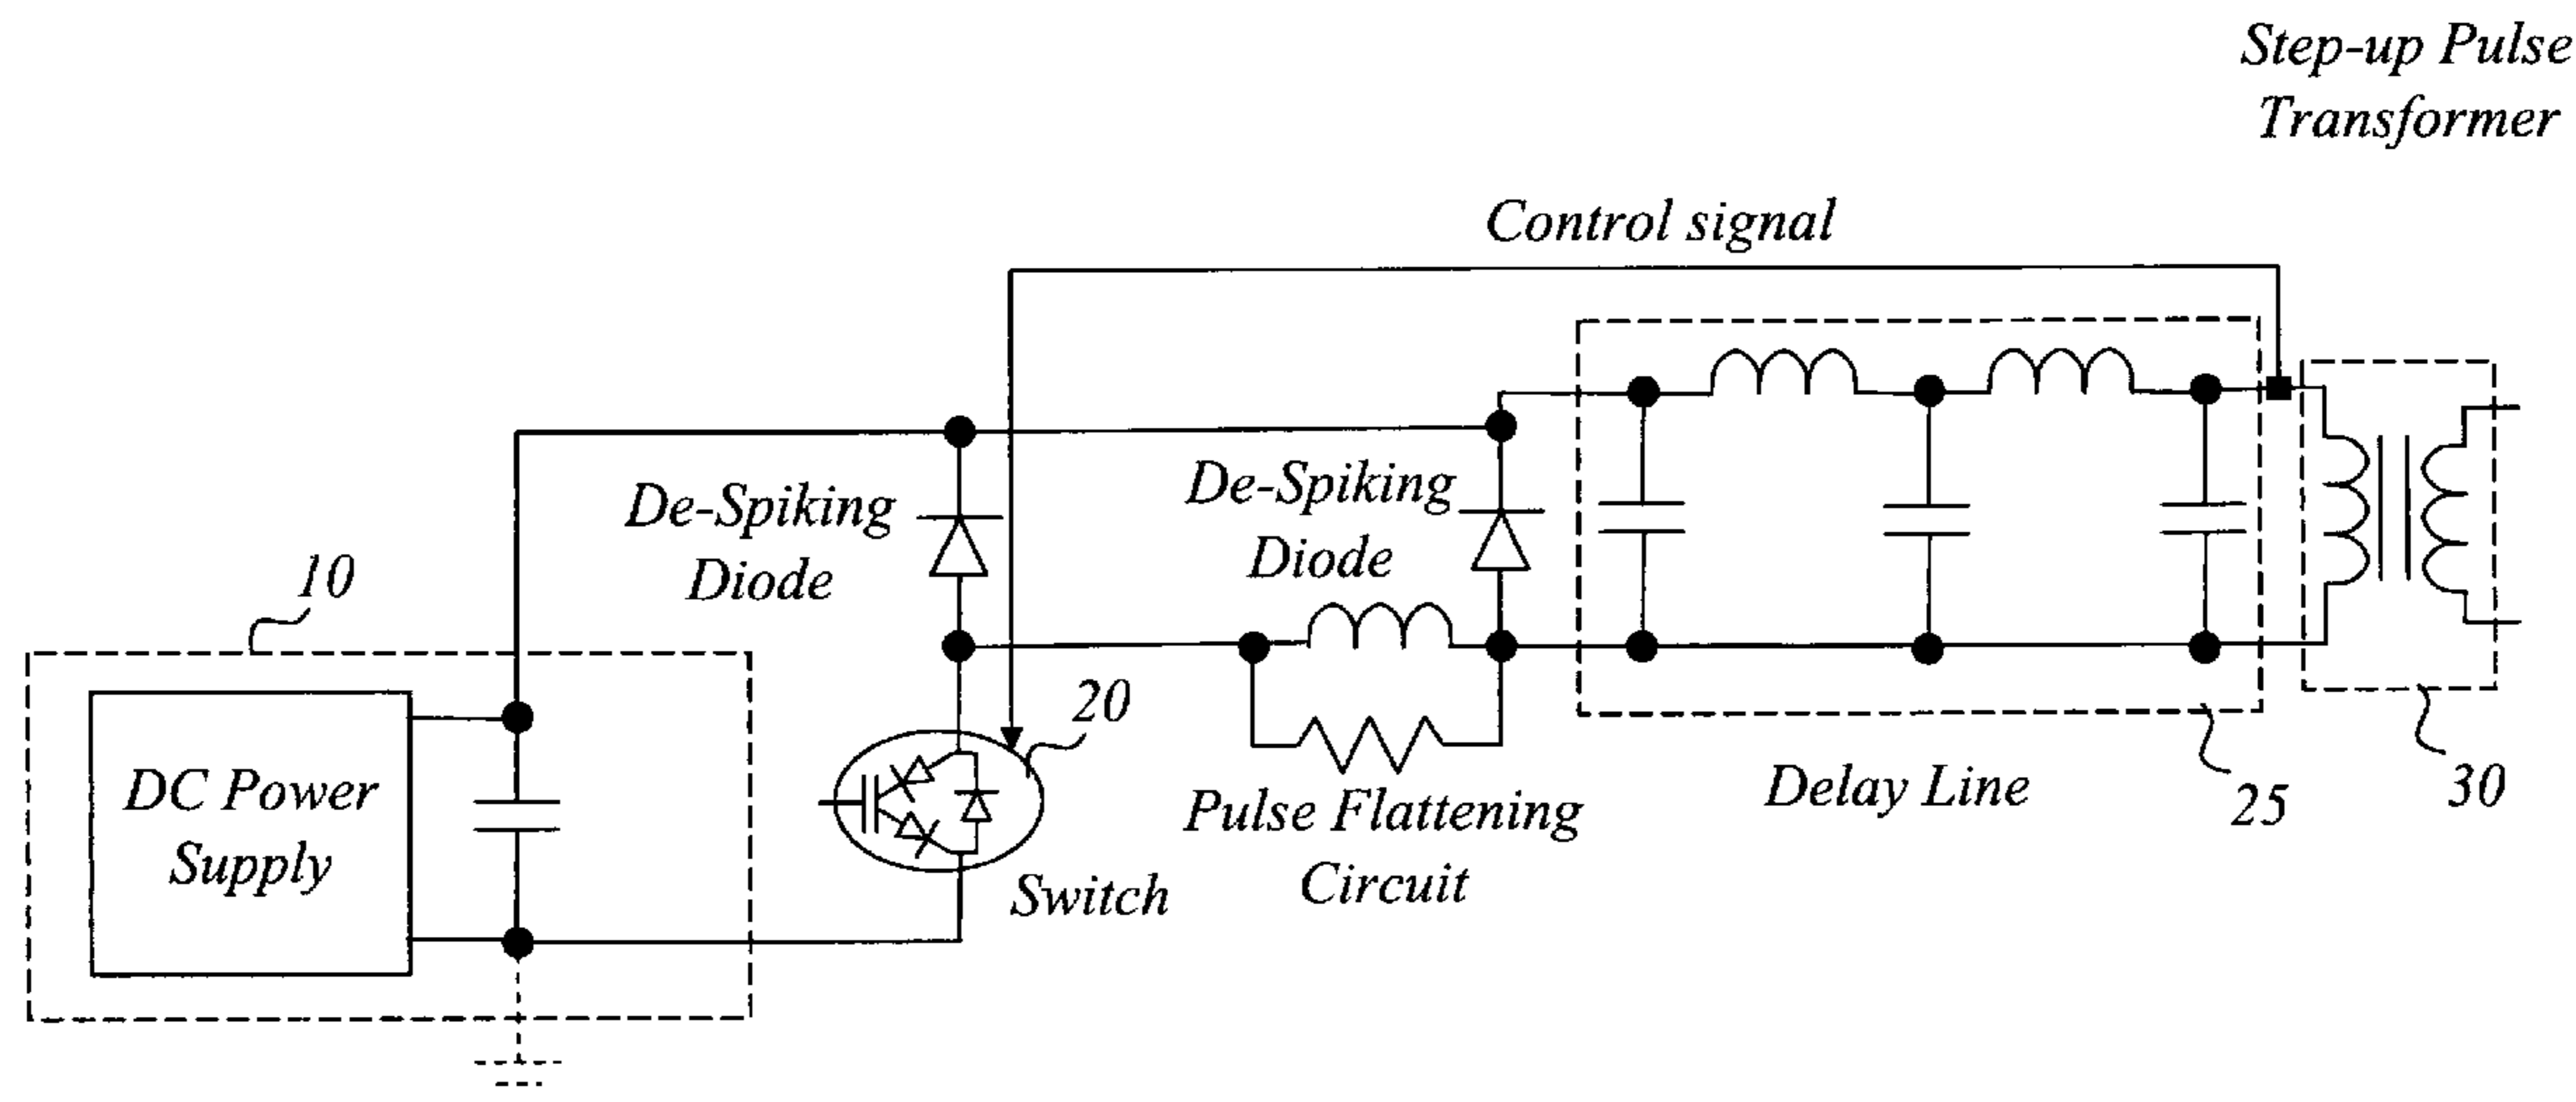 Step-up Pulse
Transformer
Control signal
De-Spiking
Diode
De-Spiking
Diode
10
20
DC Power
Supply
Switch
Pulse Flattening
Circuit
Delay Line
25
30